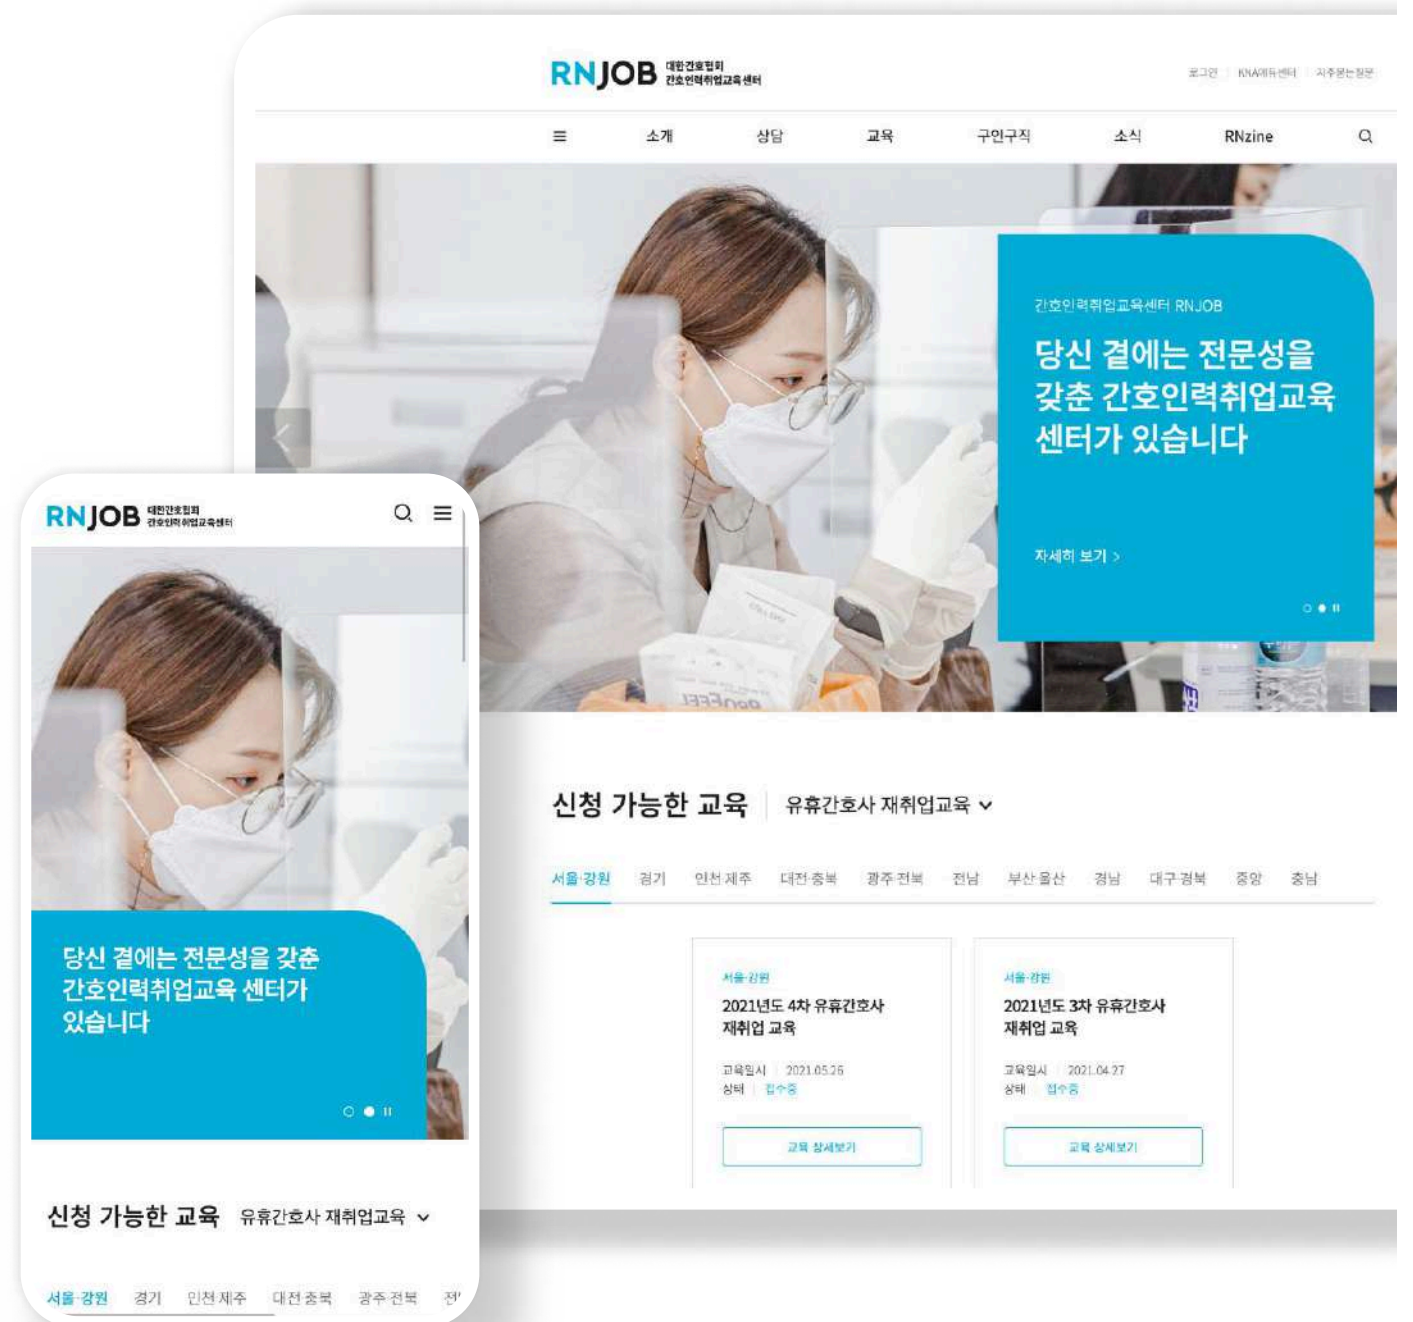 RNJOB 대한간호협회
간호인력취업교육센터
로그인 | KNA에듀센터 | 자주묻는질문
소개 상담 교육 구인구직 소식 RNzine
간호인력취업교육센터 RNJOB
당신 곁에는 전문성을
갖춘 간호인력취업교육
센터가 있습니다
자세히 보기 >
신청 가능한 교육 | 유휴간호사 재취업교육
서울·강원 경기 인천·제주 대전·충북 광주·전북 전남 부산·울산 경남 대구·경북 중앙 충남
서울·강원
2021년도 4차 유휴간호사
재취업 교육
교육일시 | 2021.05.26
상태 | 접수중
교육 상세보기
서울·강원
2021년도 3차 유휴간호사
재취업 교육
교육일시 | 2021.04.27
상태 | 접수중
교육 상세보기
RNJOB 대한간호협회
간호인력취업교육센터
당신 곁에는 전문성을 갖춘
간호인력취업교육 센터가
있습니다
신청 가능한 교육 유휴간호사 재취업교육
서울·강원 경기 인천·제주 대전·충북 광주·전북